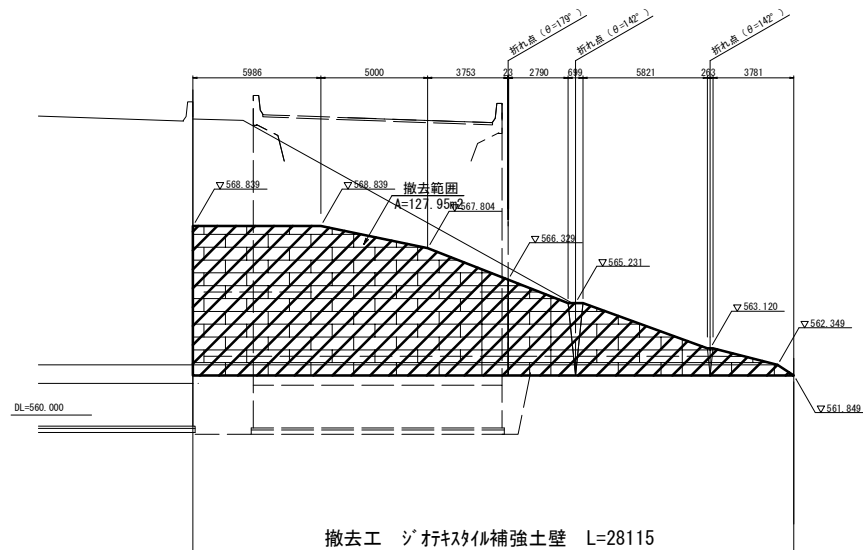 折れ点 (θ=179°)
折れ点 (θ=142°)
折れ点 (θ=142°)
5986
5000
3753
23
2790
699
5821
263
3781
▽568.839
▽568.839
撤去範囲
A=127.95m2
▽567.804
▽566.329
▽565.231
▽563.120
▽562.349
DL=560.000
▽561.849
撤去工 ジオテキスタイル補強土壁 L=28115